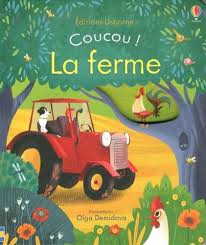 Éditions Usborne
Coucou !
La ferme
Illustrations :
Olga Demidova